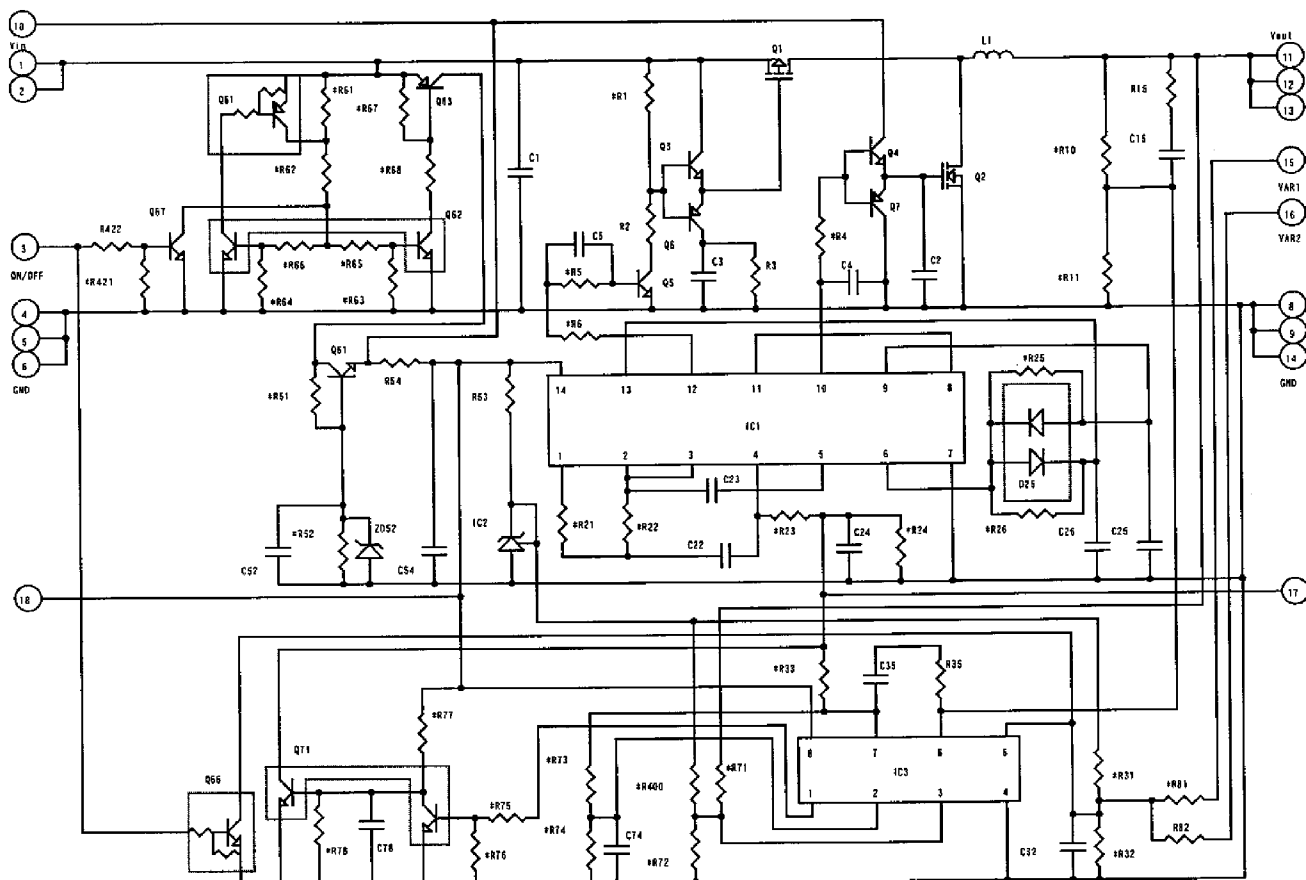 10
Vin
1
2
Q61
*R61
*R67
Q63
*R1
Q1
L1
Vout
11
12
13
R15
C15
C1
Q3
Q4
*R10
Q2
*R62
*R68
15
VAR1
16
VAR2
Q67
Q62
Q7
R2
Q6
*R4
R422
3
ON/OFF
C5
C3
R3
C4
C2
*R66
*R65
*R5
Q5
*R11
*R421
*R64
*R63
4
5
6
GND
*R6
8
9
14
GND
Q51
R54
*R51
R53
14
13
12
11
10
9
8
*R25
IC1
1
2
3
4
5
6
7
C23
D25
*R21
*R22
*R23
C24
*R24
*R26
C26
C25
ZD52
*R52
IC2
C22
C52
C54
18
17
*R33
C35
R35
*R77
Q71
*R73
*R71
8
7
6
5
*R400
IC3
1
2
3
4
*R31
*R81
Q66
*R75
*R74
R82
*R78
C78
*R76
C74
*R72
C32
*R32